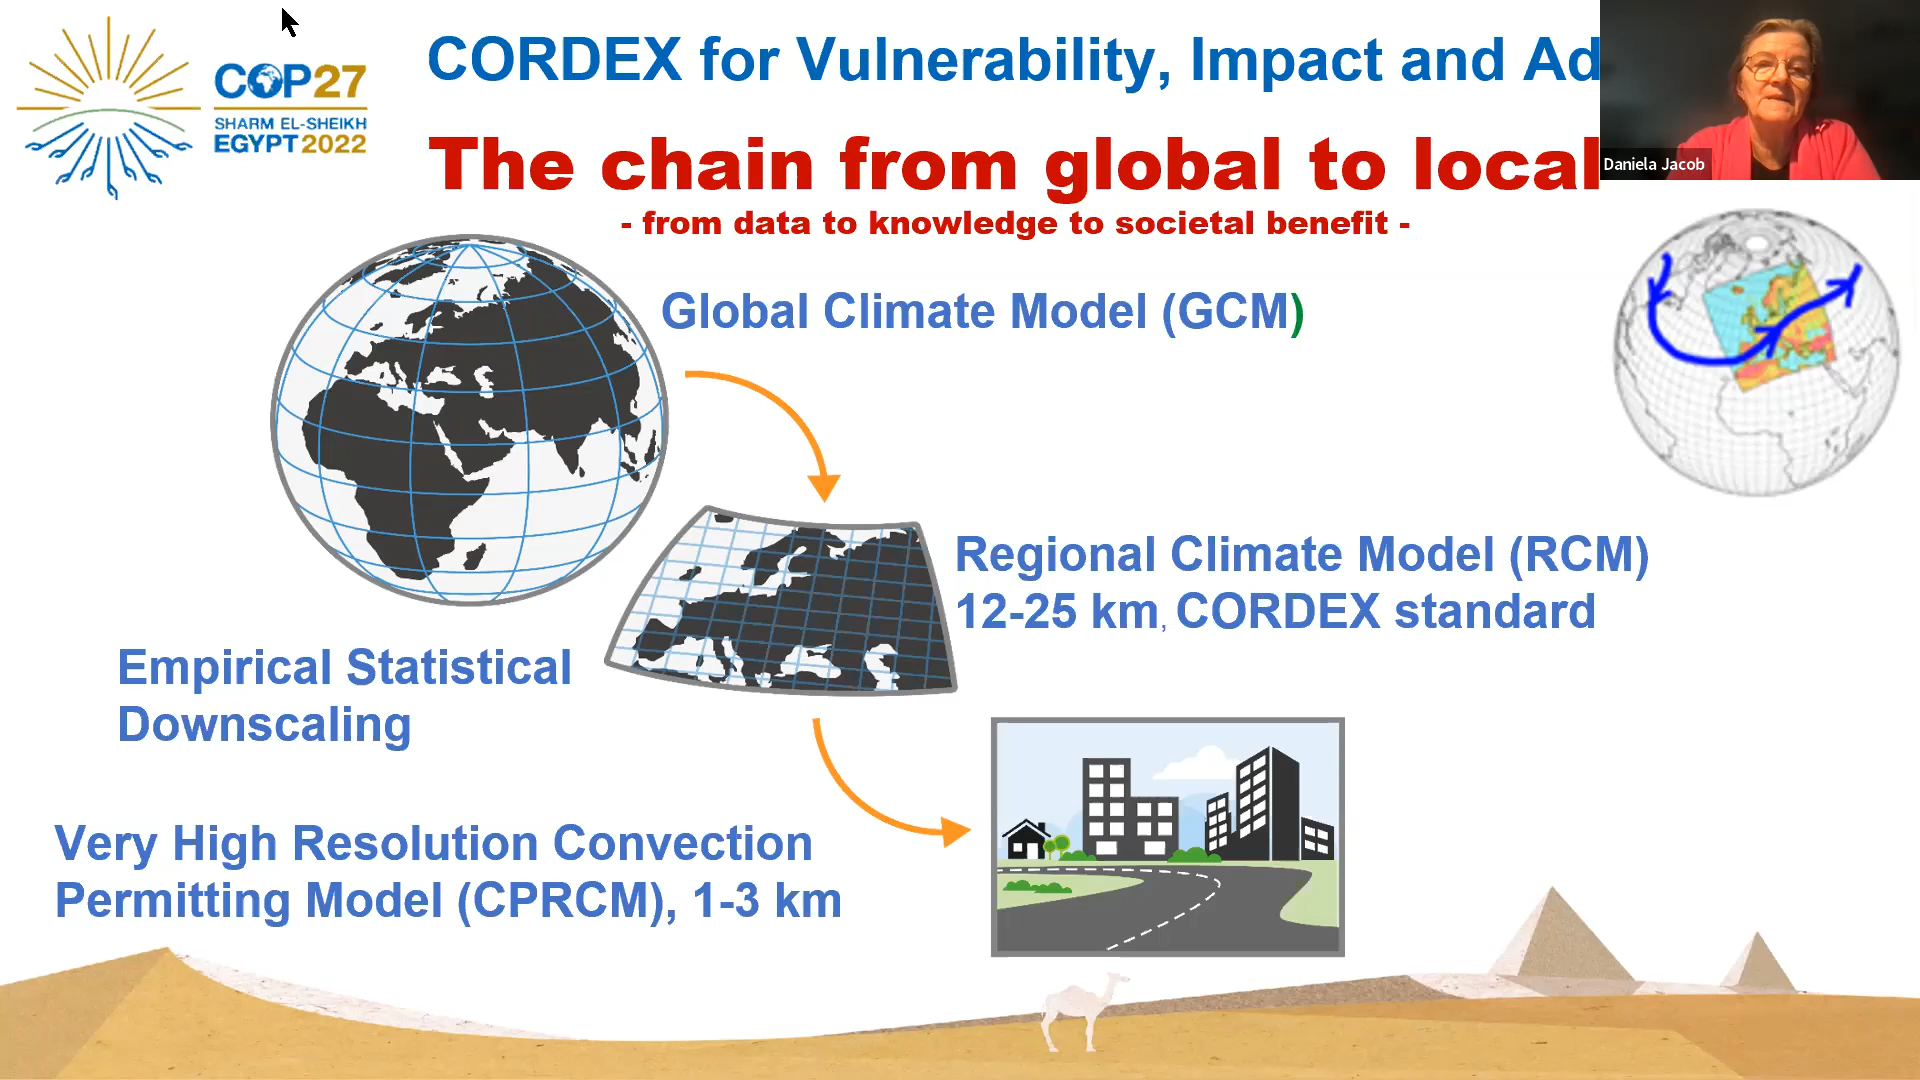 COP27
SHARM EL-SHEIKH
EGYPT 2022
CORDEX for Vulnerability, Impact and Ad
The chain from global to local
- from data to knowledge to societal benefit -
Daniela Jacob
Global Climate Model (GCM)
Regional Climate Model (RCM)
12-25 km, CORDEX standard
Empirical Statistical
Downscaling
Very High Resolution Convection
Permitting Model (CPRCM), 1-3 km